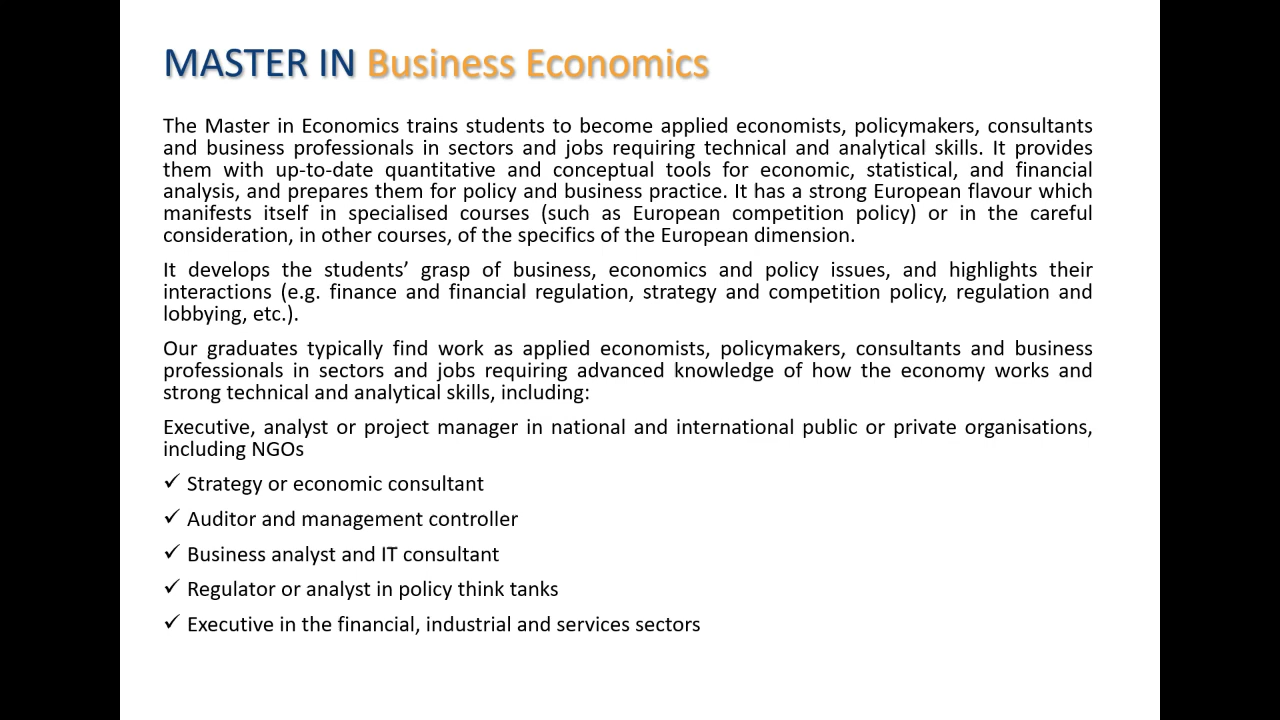 MASTER IN Business Economics
The Master in Economics trains students to become applied economists, policymakers, consultants
and business professionals in sectors and jobs requiring technical and analytical skills. It provides
them with up-to-date quantitative and conceptual tools for economic, statistical, and financial
analysis, and prepares them for policy and business practice. It has a strong European flavour which
manifests itself in specialised courses (such as European competition policy) or in the careful
consideration, in other courses, of the specifics of the European dimension.
It develops the students’ grasp of business, economics and policy issues, and highlights their
interactions (e.g. finance and financial regulation, strategy and competition policy, regulation and
lobbying, etc.).
Our graduates typically find work as applied economists, policymakers, consultants and business
professionals in sectors and jobs requiring advanced knowledge of how the economy works and
strong technical and analytical skills, including:
Executive, analyst or project manager in national and international public or private organisations,
including NGOs
✓ Strategy or economic consultant
✓ Auditor and management controller
✓ Business analyst and IT consultant
✓ Regulator or analyst in policy think tanks
✓ Executive in the financial, industrial and services sectors